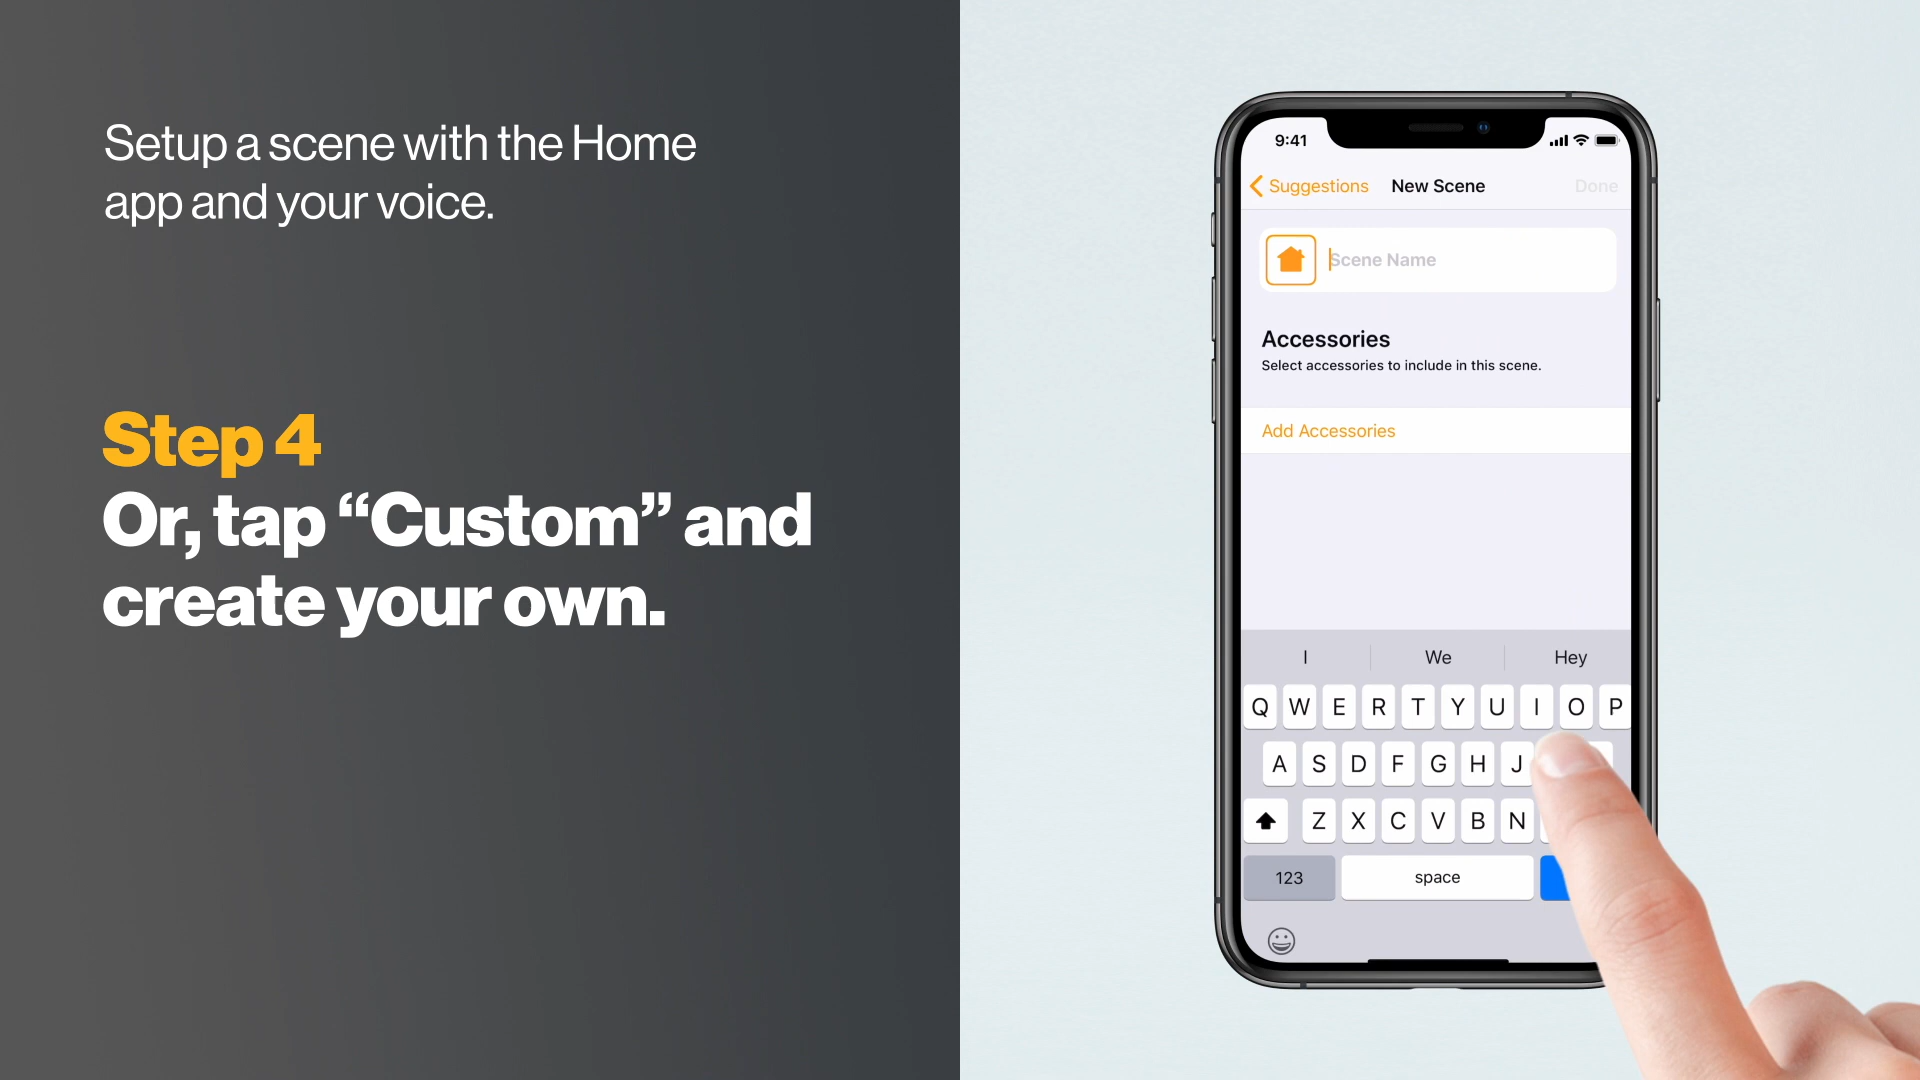 Setup a scene with the Home
app and your voice.
Step 4
Or, tap “Custom” and
create your own.
9:41
Suggestions
New Scene
Done
Scene Name
Accessories
Select accessories to include in this scene.
Add Accessories
I We Hey
Q W E R T Y U I O P
A S D F G H J
Z X C V B N
123 space